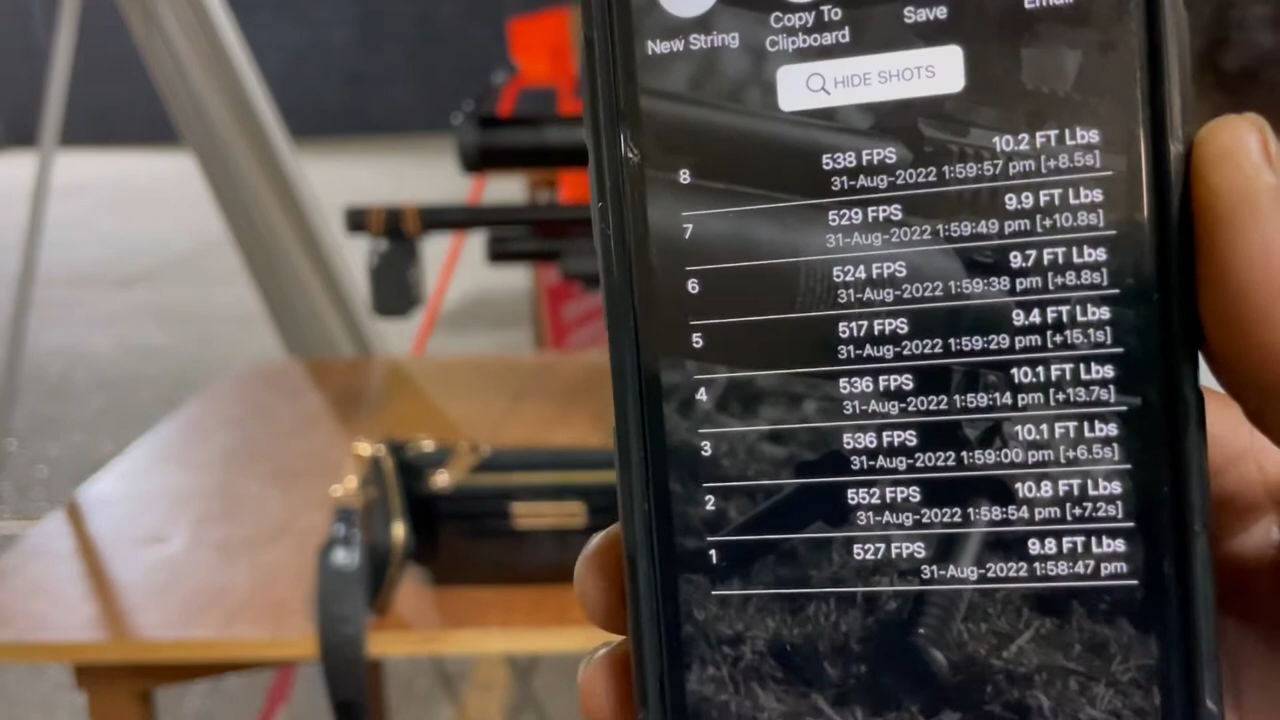 New String
Copy To
Clipboard
Save
Email
HIDE SHOTS
8 538 FPS 10.2 FT Lbs
31-Aug-2022 1:59:57 pm [+8.5s]
7 529 FPS 9.9 FT Lbs
31-Aug-2022 1:59:49 pm [+10.8s]
6 524 FPS 9.7 FT Lbs
31-Aug-2022 1:59:38 pm [+8.8s]
5 517 FPS 9.4 FT Lbs
31-Aug-2022 1:59:29 pm [+15.1s]
4 536 FPS 10.1 FT Lbs
31-Aug-2022 1:59:14 pm [+13.7s]
3 536 FPS 10.1 FT Lbs
31-Aug-2022 1:59:00 pm [+6.5s]
2 552 FPS 10.8 FT Lbs
31-Aug-2022 1:58:54 pm [+7.2s]
1 527 FPS 9.8 FT Lbs
31-Aug-2022 1:58:47 pm